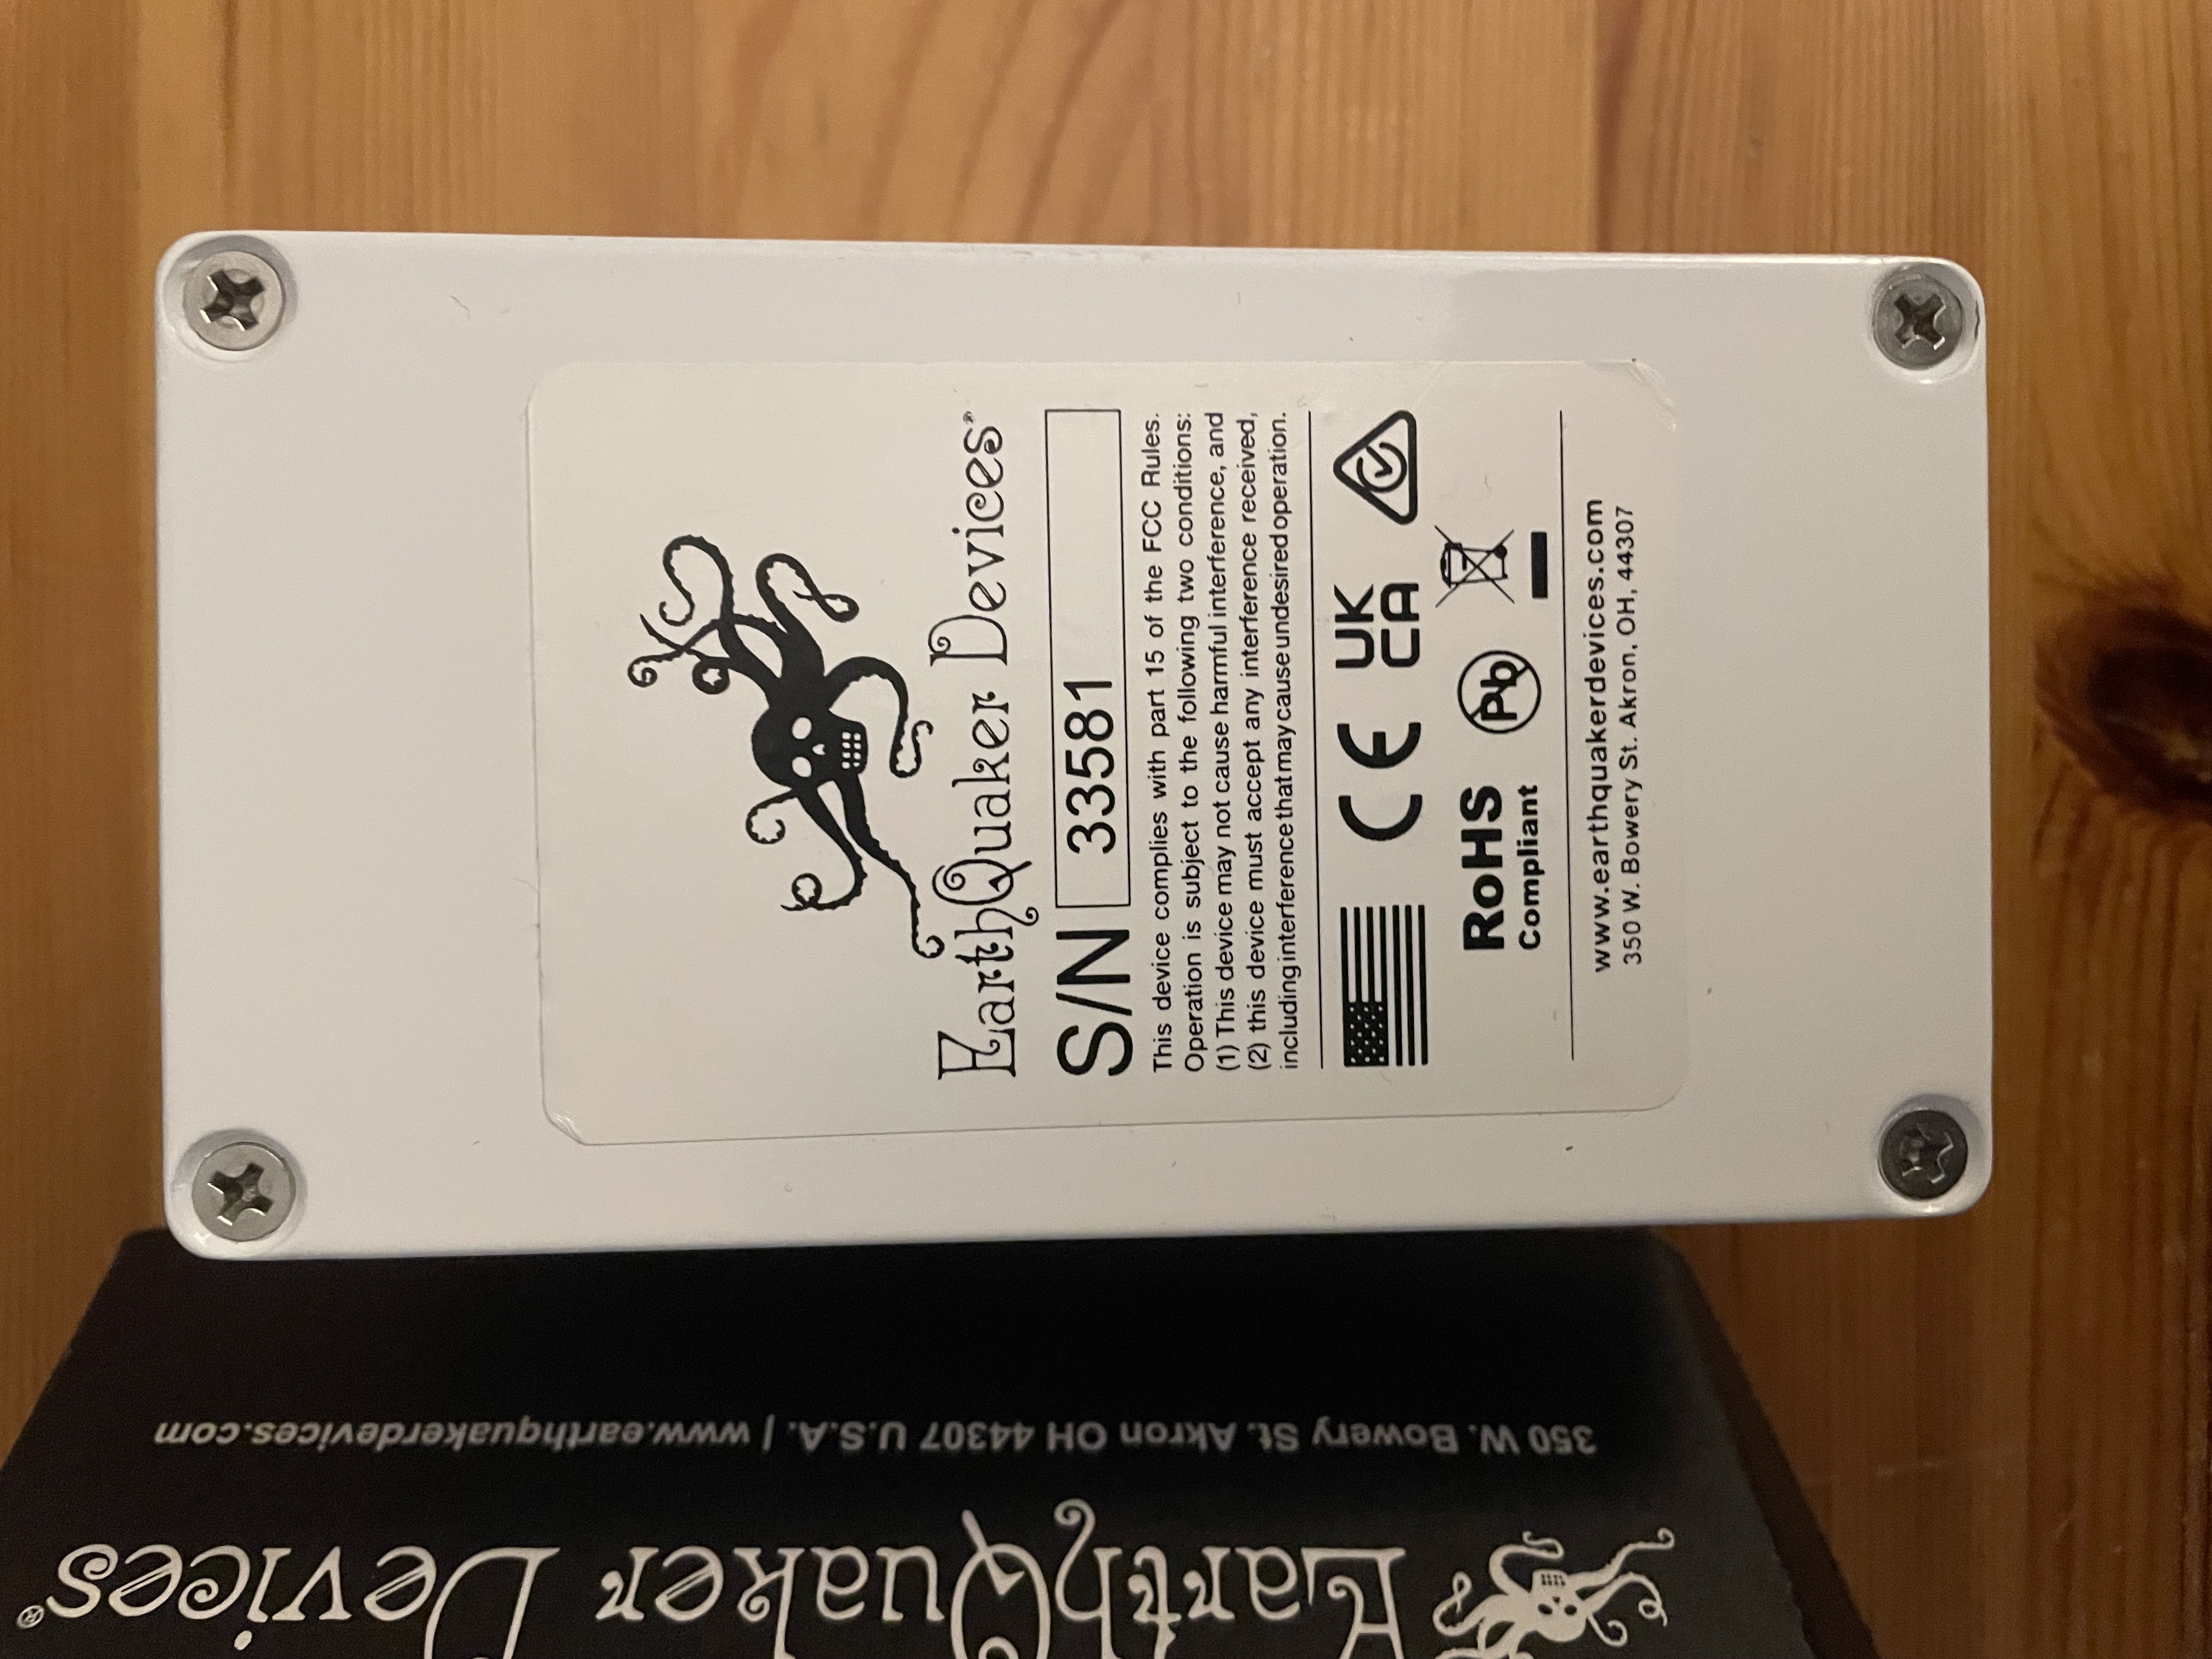 EarthQuaker Devices®
S/N 33581
This device complies with part 15 of the FCC Rules.
Operation is subject to the following two conditions:
(1) This device may not cause harmful interference, and
(2) this device must accept any interference received,
including interference that may cause undesired operation.
CE UK
CA
RoHS Pb
Compliant
www.earthquakerdevices.com
350 W. Bowery St. Akron, OH, 44307
EarthQuaker Devices®
350 W. Bowery St. Akron OH 44307 U.S.A. | www.earthquakerdevices.com